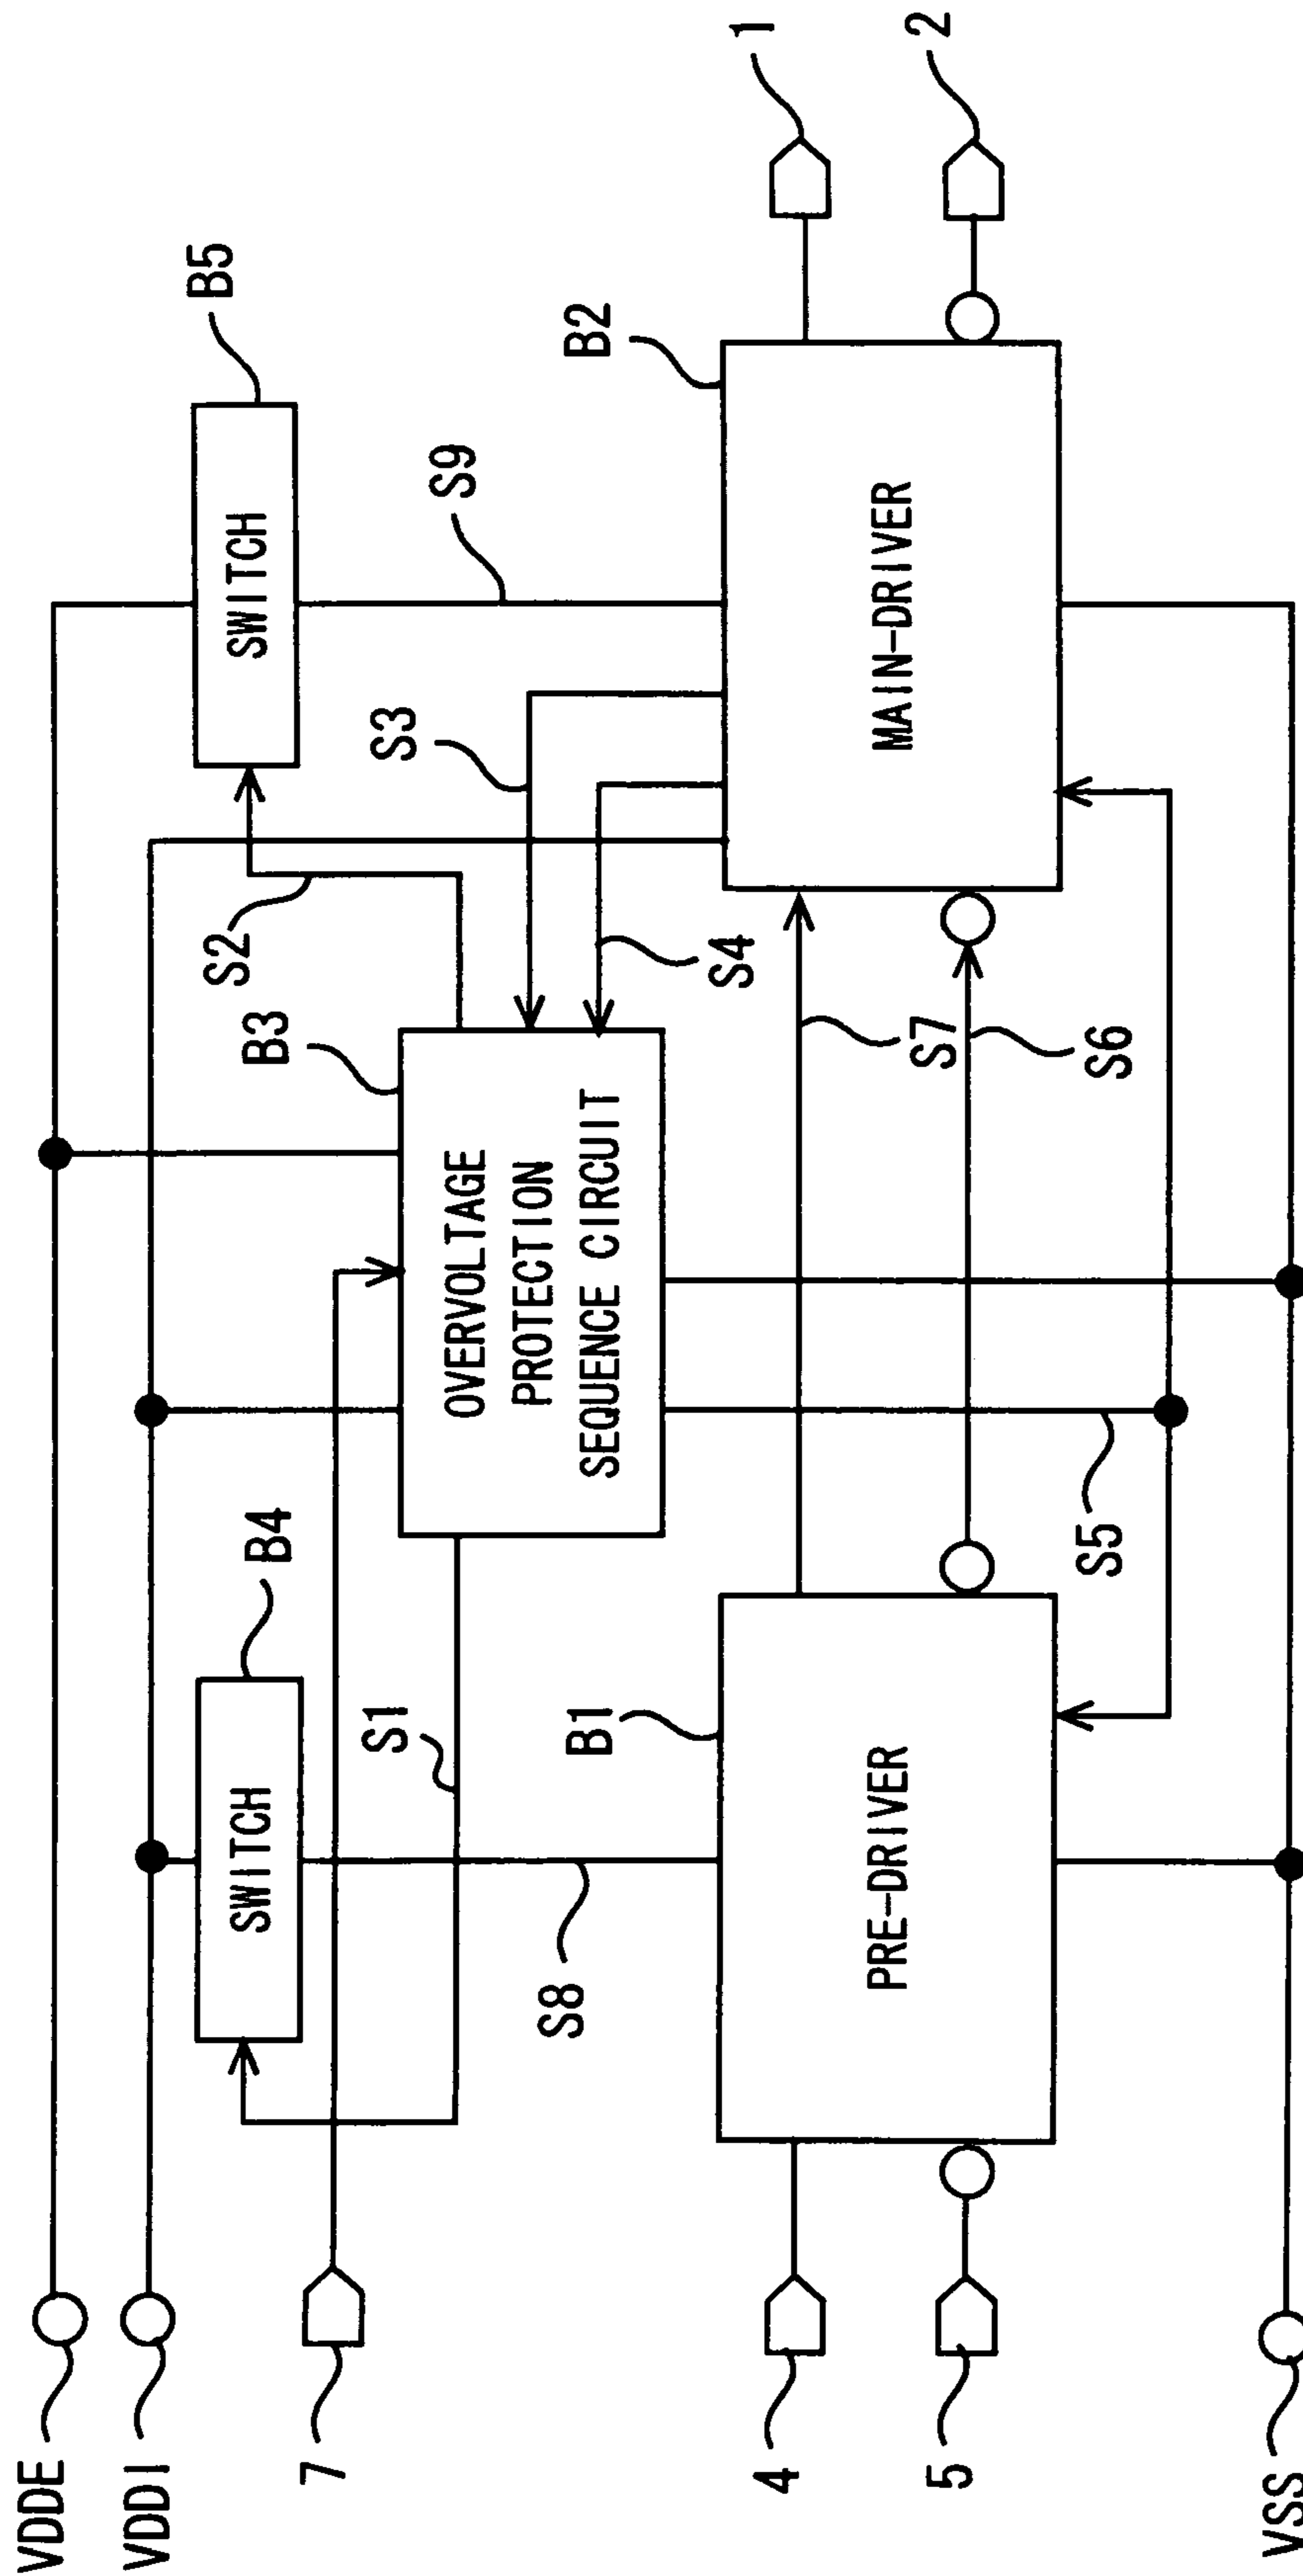 VDDE
VDDI
7
4
5
VSS
SWITCH
B4
S1
S8
B1
PRE-DRIVER
OVERVOLTAGE
PROTECTION
SEQUENCE CIRCUIT
B3
S2
S3
S4
S5
S6
S7
SWITCH
B5
S9
B2
MAIN-DRIVER
1
2